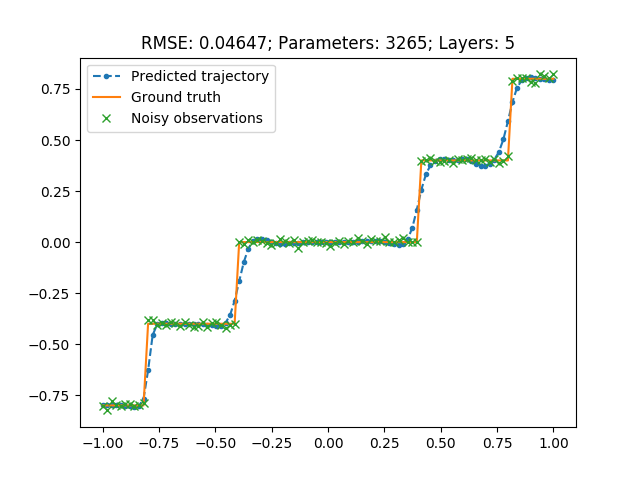 RMSE: 0.04647; Parameters: 3265; Layers: 5
Predicted trajectory
Ground truth
Noisy observations
0.75
0.50
0.25
0.00
−0.25
−0.50
−0.75
−1.00 −0.75 −0.50 −0.25 0.00 0.25 0.50 0.75 1.00